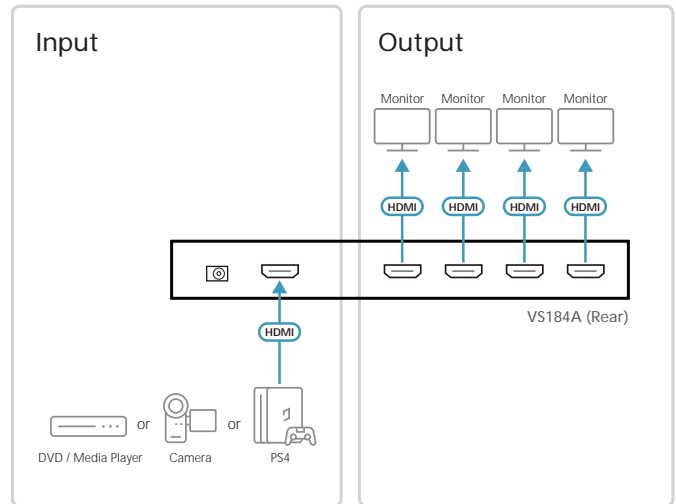 Input
Output
Monitor Monitor Monitor Monitor
HDMI HDMI HDMI HDMI
VS184A (Rear)
HDMI
or or
DVD / Media Player Camera PS4